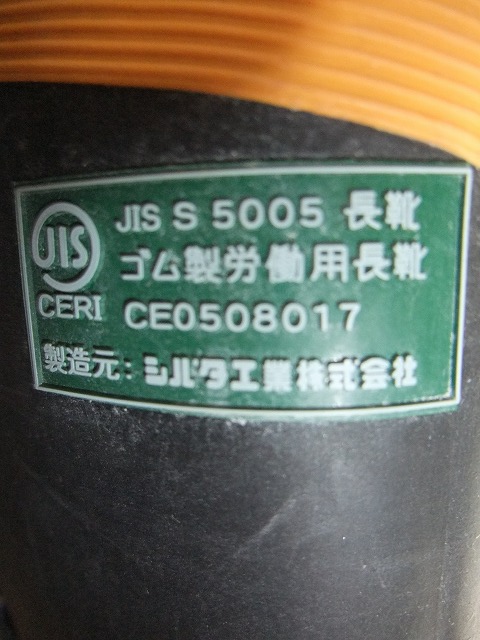 JIS
CERI
JIS S 5005 長靴
ゴム製労働用長靴
CE0508017
製造元：シバタ工業株式会社